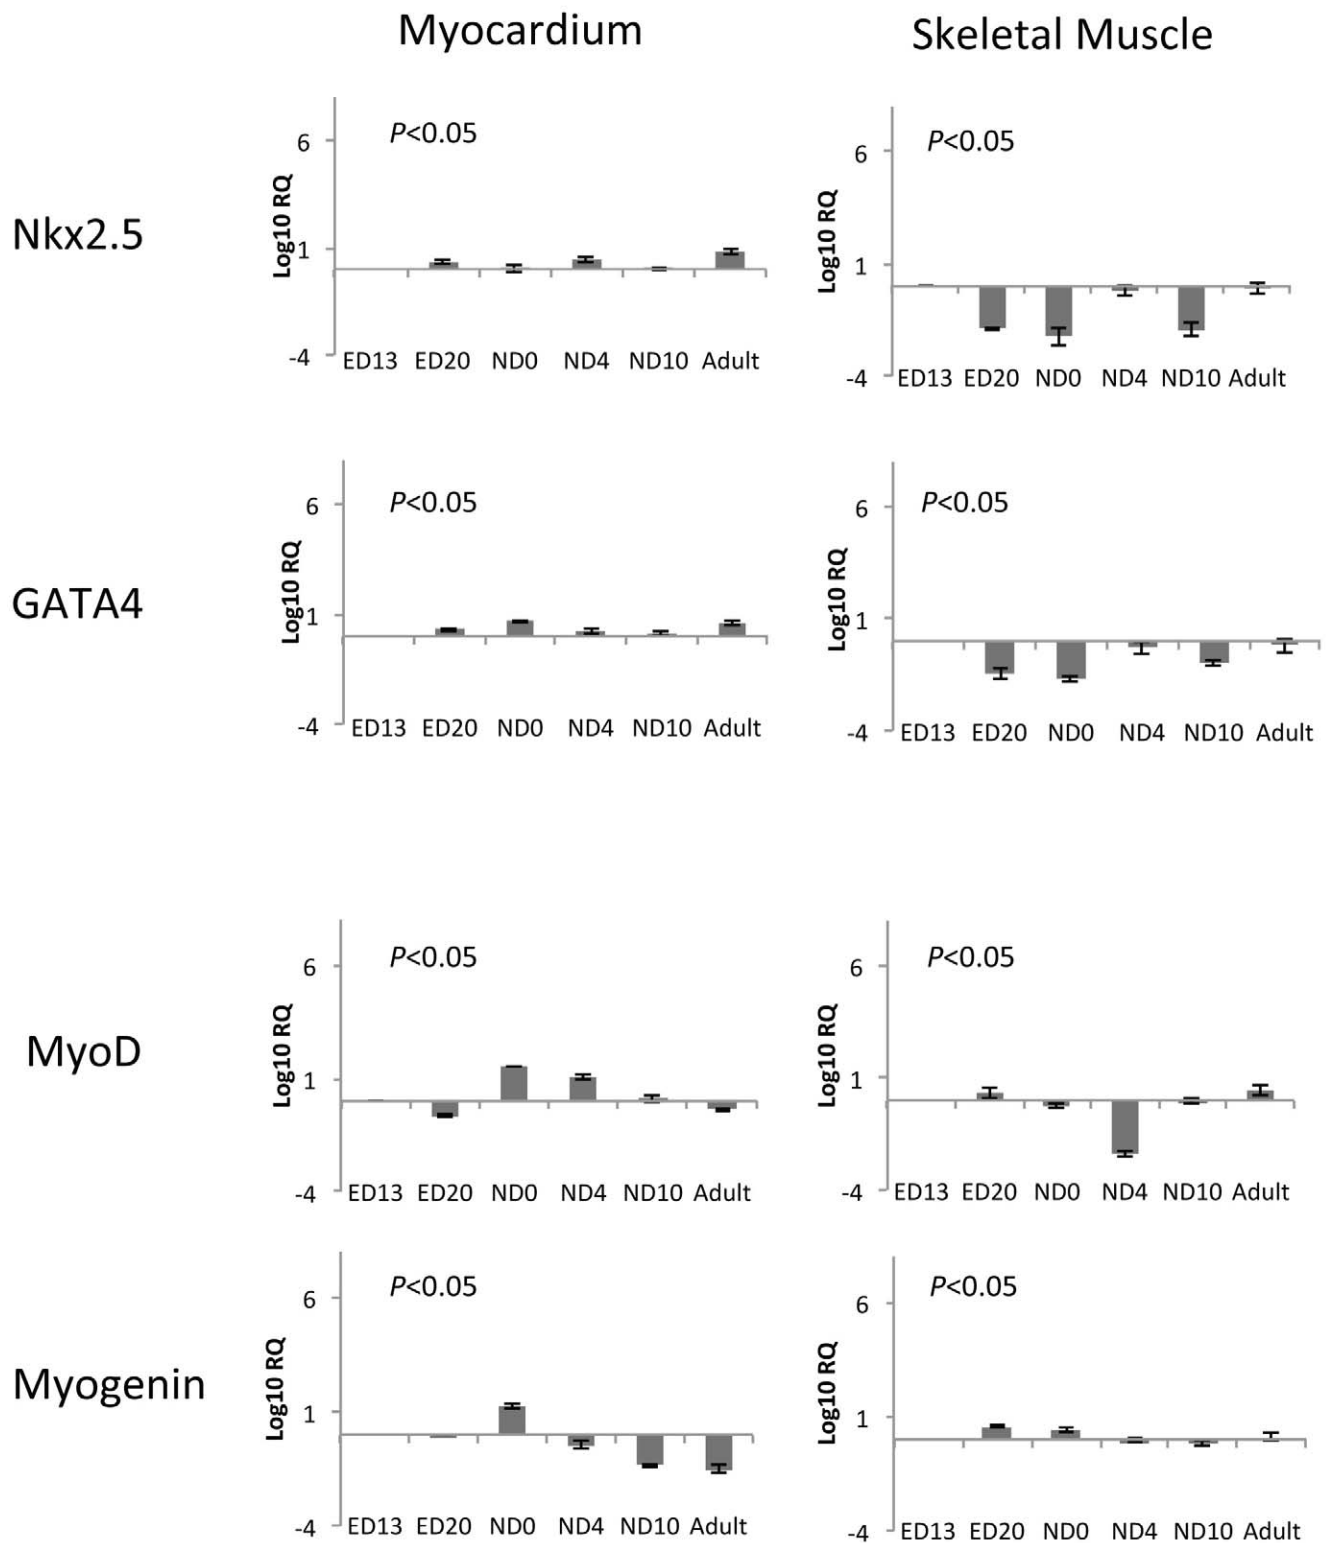 Myocardium
Skeletal Muscle
Nkx2.5
Log10 RQ
P<0.05
6
1
-4
ED13 ED20 ND0 ND4 ND10 Adult
Log10 RQ
P<0.05
6
1
-4
ED13 ED20 ND0 ND4 ND10 Adult
GATA4
Log10 RQ
P<0.05
6
1
-4
ED13 ED20 ND0 ND4 ND10 Adult
Log10 RQ
P<0.05
6
1
-4
ED13 ED20 ND0 ND4 ND10 Adult
MyoD
Log10 RQ
P<0.05
6
1
-4
ED13 ED20 ND0 ND4 ND10 Adult
Log10 RQ
P<0.05
6
1
-4
ED13 ED20 ND0 ND4 ND10 Adult
Myogenin
Log10 RQ
P<0.05
6
1
-4
ED13 ED20 ND0 ND4 ND10 Adult
Log10 RQ
P<0.05
6
1
-4
ED13 ED20 ND0 ND4 ND10 Adult